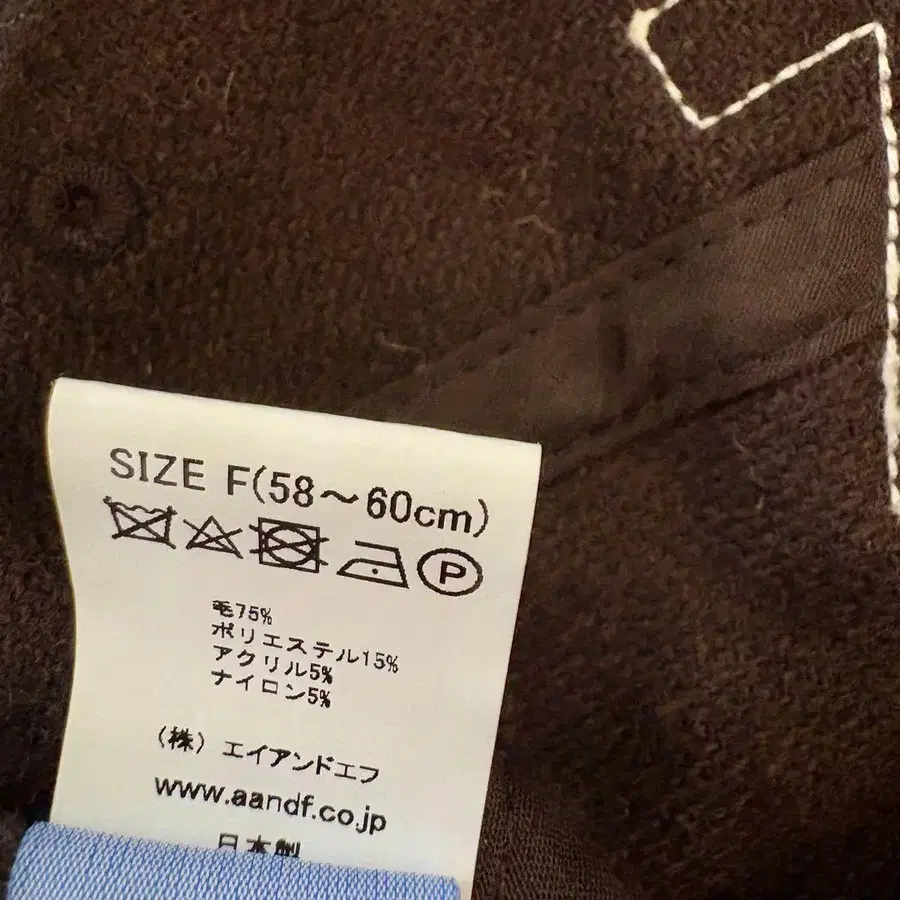 SIZE F(58～60cm)
P
毛75%
ポリエステル15%
アクリル5%
ナイロン5%
(株) エイアンドエフ
www.aandf.co.jp
日本製